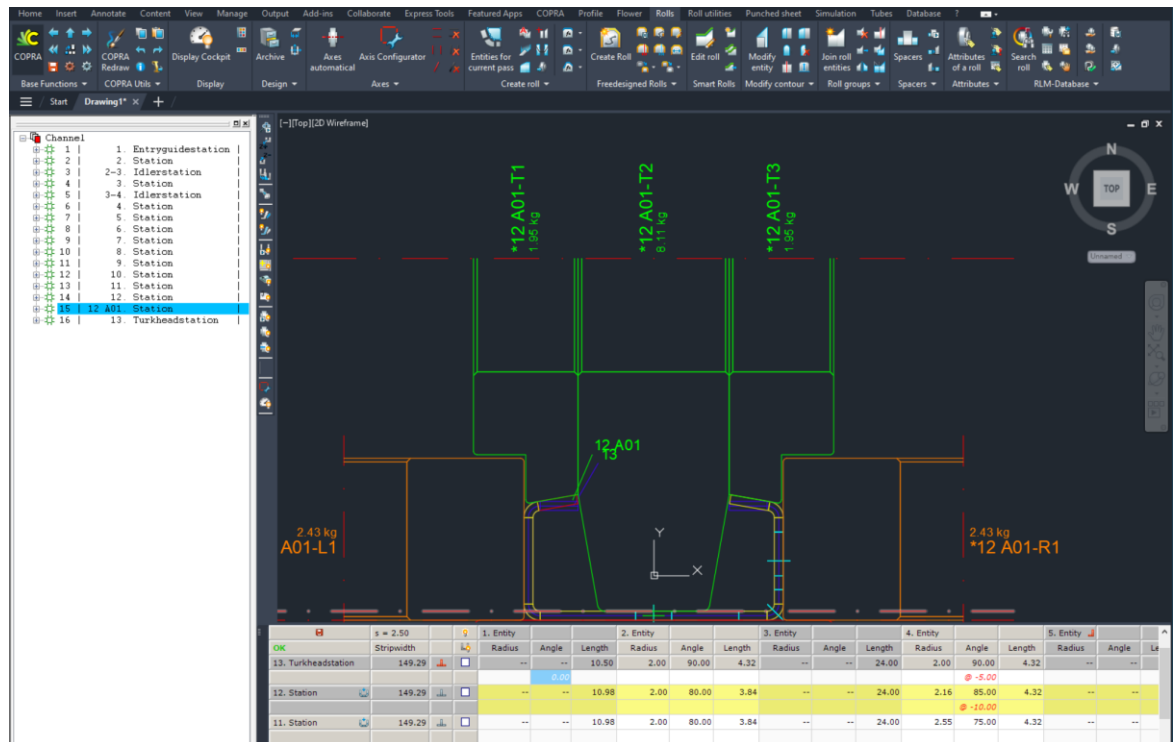 Home Insert Annotate Content View Manage Output Add-ins Collaborate Express Tools Featured Apps COPRA Profile Flower Rolls Roll utilities Punched sheet Simulation Tubes Database ?
COPRA COPRA Redraw Display Cockpit Archive Axes automatical Axis Configurator Entities for current pass Create Roll Edit roll Modify entity Join roll entities Spacers Attributes of a roll Search roll
Base Functions COPRA Utils Display Design Axes Create roll Freedesigned Rolls Smart Rolls Modify contour Roll groups Spacers Attributes RLM-Database
Start Drawing1* × +
[−][Top][2D Wireframe]
Channel
1 | 1. Entryguidestation |
2 | 2. Station |
3 | 2-3. Idlerstation |
4 | 3. Station |
5 | 3-4. Idlerstation |
6 | 4. Station |
7 | 5. Station |
8 | 6. Station |
9 | 7. Station |
10 | 8. Station |
11 | 9. Station |
12 | 10. Station |
13 | 11. Station |
14 | 12. Station |
15 | 12 A01. Station |
16 | 13. Turkheadstation |
*12 A01-T1
1.95 kg
*12 A01-T2
8.11 kg
*12 A01-T3
1.95 kg
N
W TOP E
S
Unnamed
12 A01
13
2.43 kg
A01-L1
2.43 kg
*12 A01-R1
Y
X
s = 2.50 1. Entity 2. Entity 3. Entity 4. Entity 5. Entity
OK Stripwidth Radius Angle Length Radius Angle Length Radius Angle Length Radius Angle Length Radius Angle Le
13. Turkheadstation 149.29 -- -- 10.50 2.00 90.00 4.32 -- -- 24.00 2.00 90.00 4.32 -- --
0.00 @ -5.00
12. Station 149.29 -- -- 10.98 2.00 80.00 3.84 -- -- 24.00 2.16 85.00 4.32 -- --
@ -10.00
11. Station 149.29 -- -- 10.98 2.00 80.00 3.84 -- -- 24.00 2.55 75.00 4.32 -- --